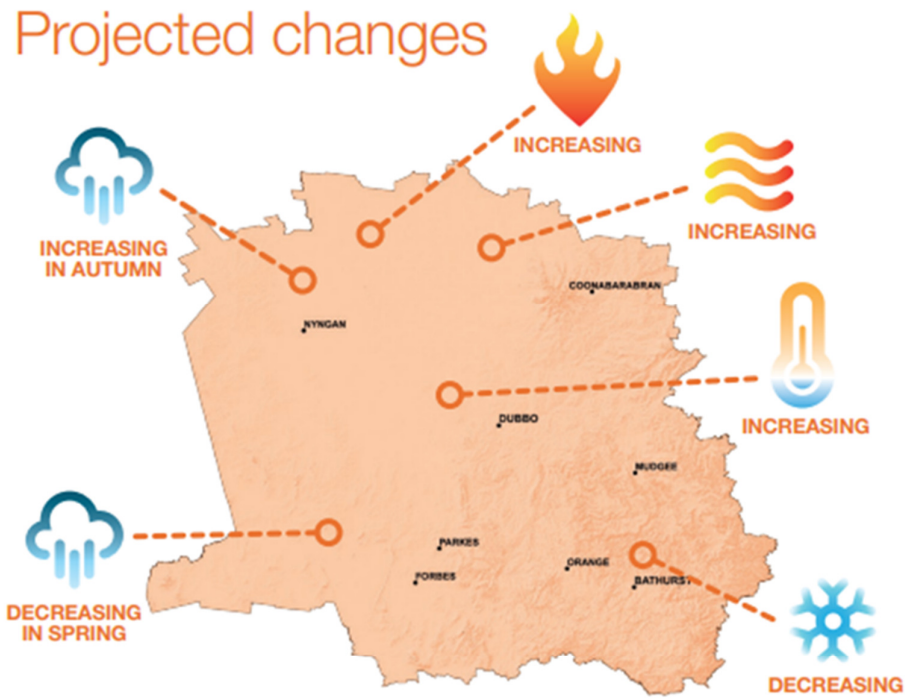 Projected changes
INCREASING
INCREASING
IN AUTUMN
INCREASING
COONABARABRAN
NYNGAN
INCREASING
DUBBO
MUDGEE
PARKES
ORANGE
FORBES
BATHURST
DECREASING
IN SPRING
DECREASING